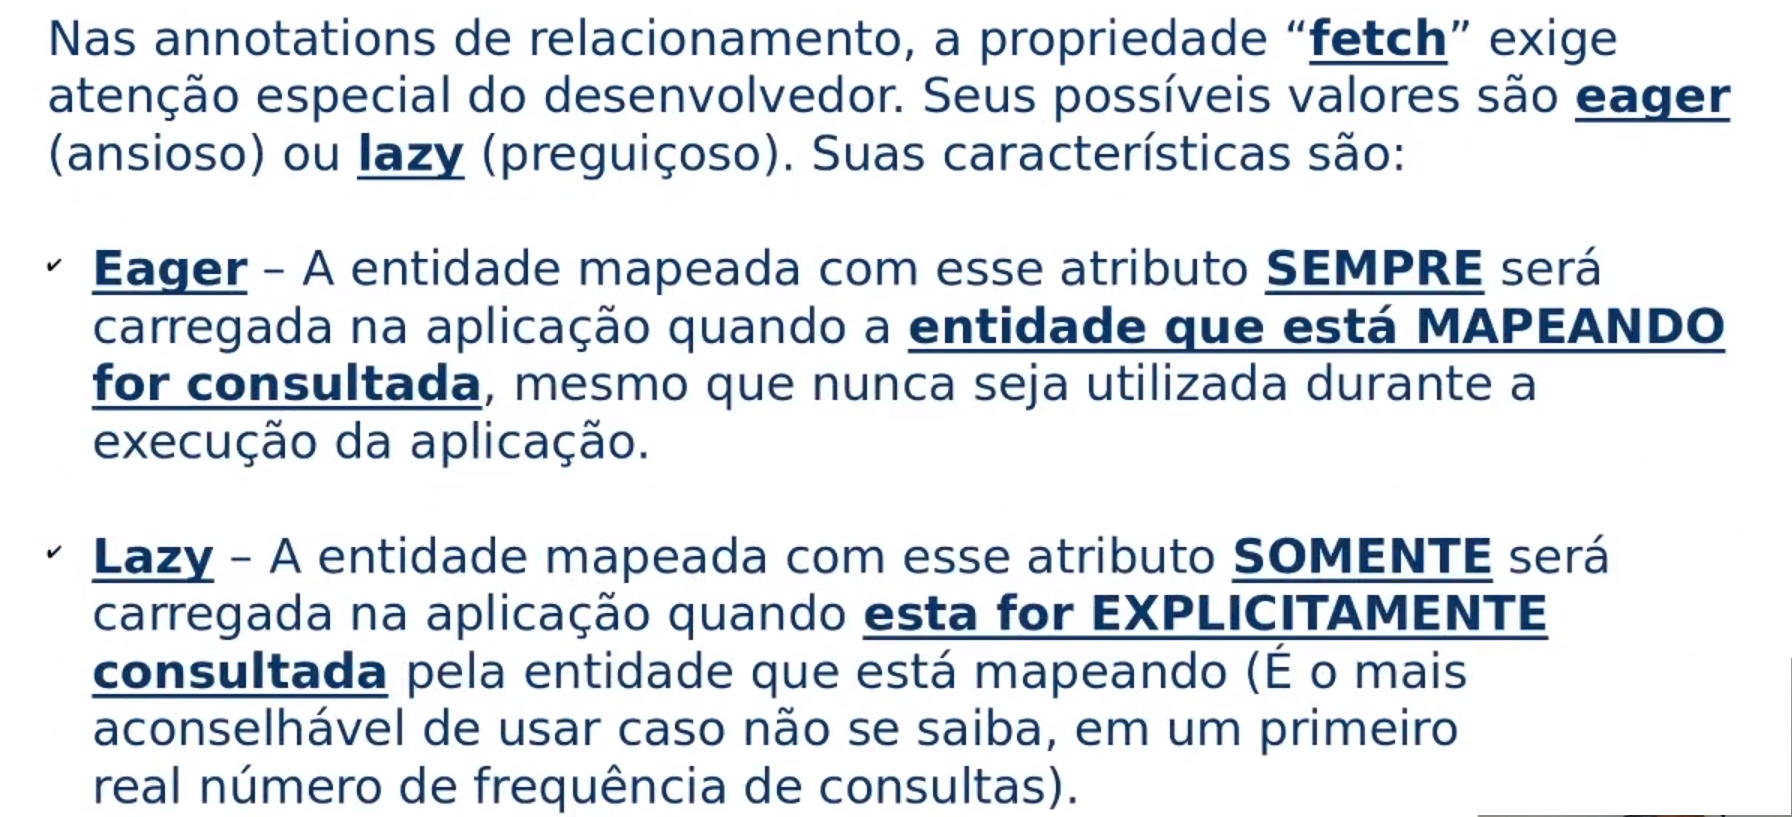 Nas annotations de relacionamento, a propriedade “fetch” exige
atenção especial do desenvolvedor. Seus possíveis valores são eager
(ansioso) ou lazy (preguiçoso). Suas características são:
✓ Eager – A entidade mapeada com esse atributo SEMPRE será
carregada na aplicação quando a entidade que está MAPEANDO
for consultada, mesmo que nunca seja utilizada durante a
execução da aplicação.
✓ Lazy – A entidade mapeada com esse atributo SOMENTE será
carregada na aplicação quando esta for EXPLICITAMENTE
consultada pela entidade que está mapeando (É o mais
aconselhável de usar caso não se saiba, em um primeiro
real número de frequência de consultas).